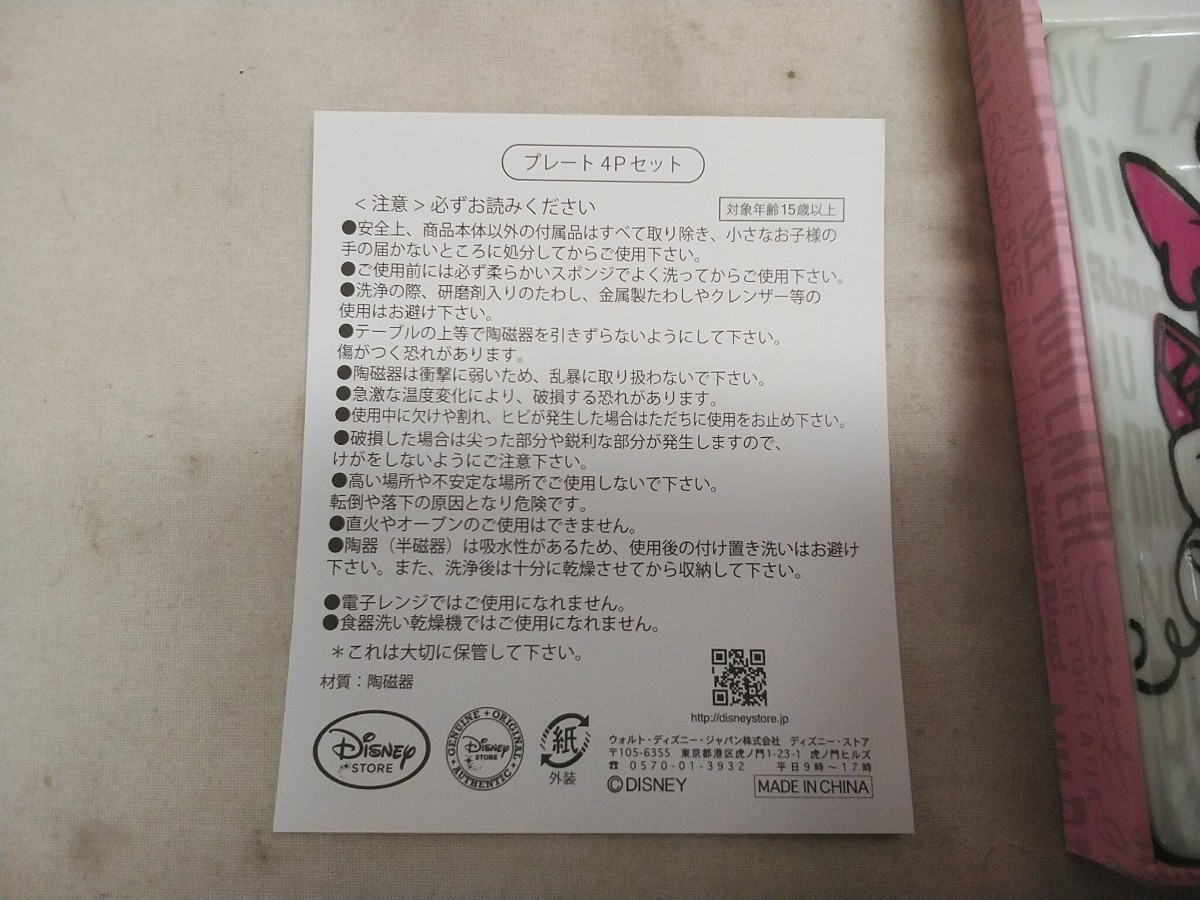 プレート 4Pセット
＜注意＞必ずお読みください
対象年齢15歳以上
●安全上、商品本体以外の付属品はすべて取り除き、小さなお子様の
手の届かないところに処分してからご使用下さい。
●ご使用前には必ず柔らかいスポンジでよく洗ってからご使用下さい。
●洗浄の際、研磨剤入りのたわし、金属製たわしやクレンザー等の
使用はお避け下さい。
●テーブルの上等で陶磁器を引きずらないようにして下さい。
傷がつく恐れがあります。
●陶磁器は衝撃に弱いため、乱暴に取り扱わないで下さい。
●急激な温度変化により、破損する恐れがあります。
●使用中に欠けや割れ、ヒビが発生した場合はただちに使用をお止め下さい。
●破損した場合は尖った部分や鋭利な部分が発生しますので、
けがをしないようにご注意下さい。
●高い場所や不安定な場所でご使用しないで下さい。
転倒や落下の原因となり危険です。
●直火やオーブンのご使用はできません。
●陶器（半磁器）は吸水性があるため、使用後の付け置き洗いはお避け
下さい。また、洗浄後は十分に乾燥させてから収納して下さい。
●電子レンジではご使用になれません。
●食器洗い乾燥機ではご使用になれません。
＊これは大切に保管して下さい。
材質：陶磁器
http://disneystore.jp
Disney
STORE
GENUINE ORIGINAL
Disney
STORE
AUTHENTIC
紙
外装
ウォルト・ディズニー・ジャパン株式会社 ディズニー・ストア
〒105-6355 東京都港区虎ノ門1-23-1 虎ノ門ヒルズ
☎ 0570-01-3932 平日9時～17時
©DISNEY
MADE IN CHINA
SEE YOU LATER!
GOOD BYE